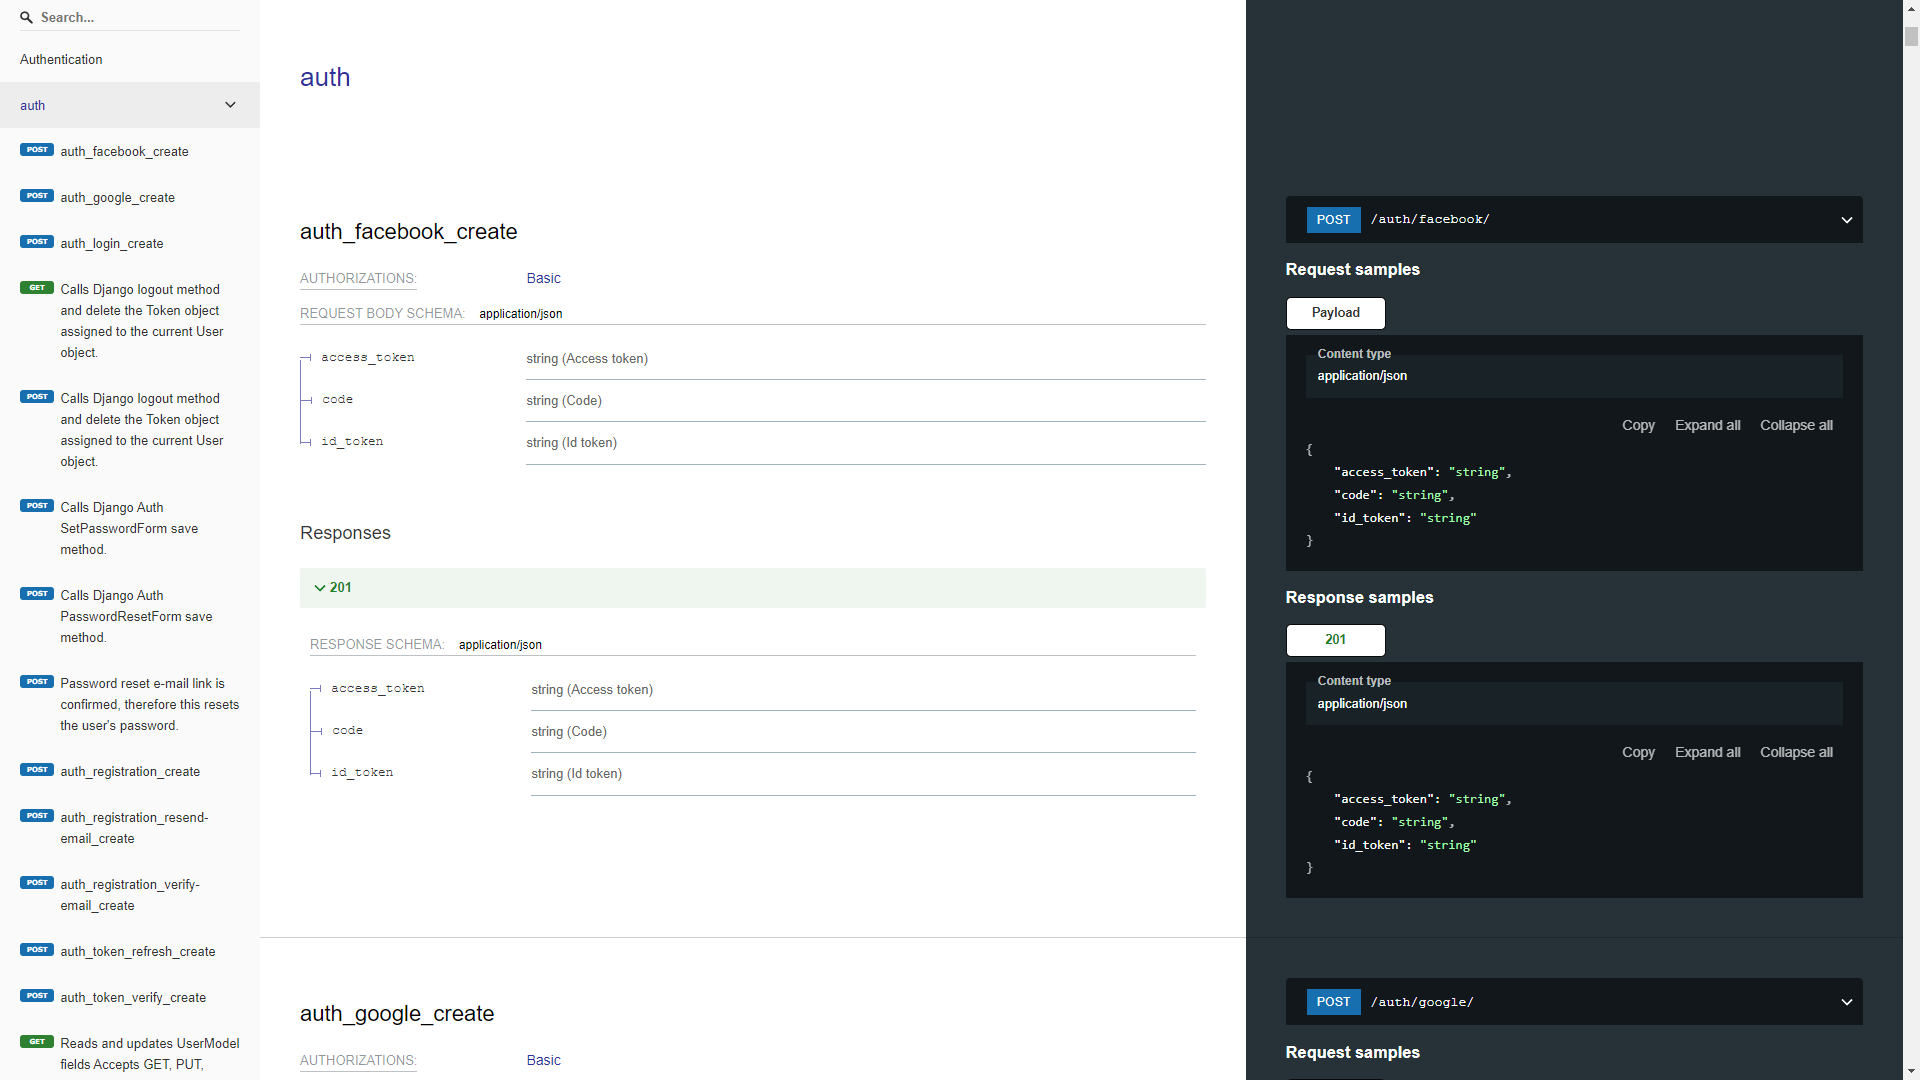 Search...
Authentication
auth
POST auth_facebook_create
POST auth_google_create
POST auth_login_create
GET Calls Django logout method
and delete the Token object
assigned to the current User
object.
POST Calls Django logout method
and delete the Token object
assigned to the current User
object.
POST Calls Django Auth
SetPasswordForm save
method.
POST Calls Django Auth
PasswordResetForm save
method.
POST Password reset e-mail link is
confirmed, therefore this resets
the user's password.
POST auth_registration_create
POST auth_registration_resend-
email_create
POST auth_registration_verify-
email_create
POST auth_token_refresh_create
POST auth_token_verify_create
GET Reads and updates UserModel
fields Accepts GET, PUT,
auth
auth_facebook_create
AUTHORIZATIONS: Basic
REQUEST BODY SCHEMA: application/json
access_token string (Access token)
code string (Code)
id_token string (Id token)
Responses
201
RESPONSE SCHEMA: application/json
access_token string (Access token)
code string (Code)
id_token string (Id token)
auth_google_create
AUTHORIZATIONS: Basic
POST /auth/facebook/
Request samples
Payload
Content type
application/json
Copy Expand all Collapse all
{
"access_token": "string",
"code": "string",
"id_token": "string"
}
Response samples
201
Content type
application/json
Copy Expand all Collapse all
{
"access_token": "string",
"code": "string",
"id_token": "string"
}
POST /auth/google/
Request samples